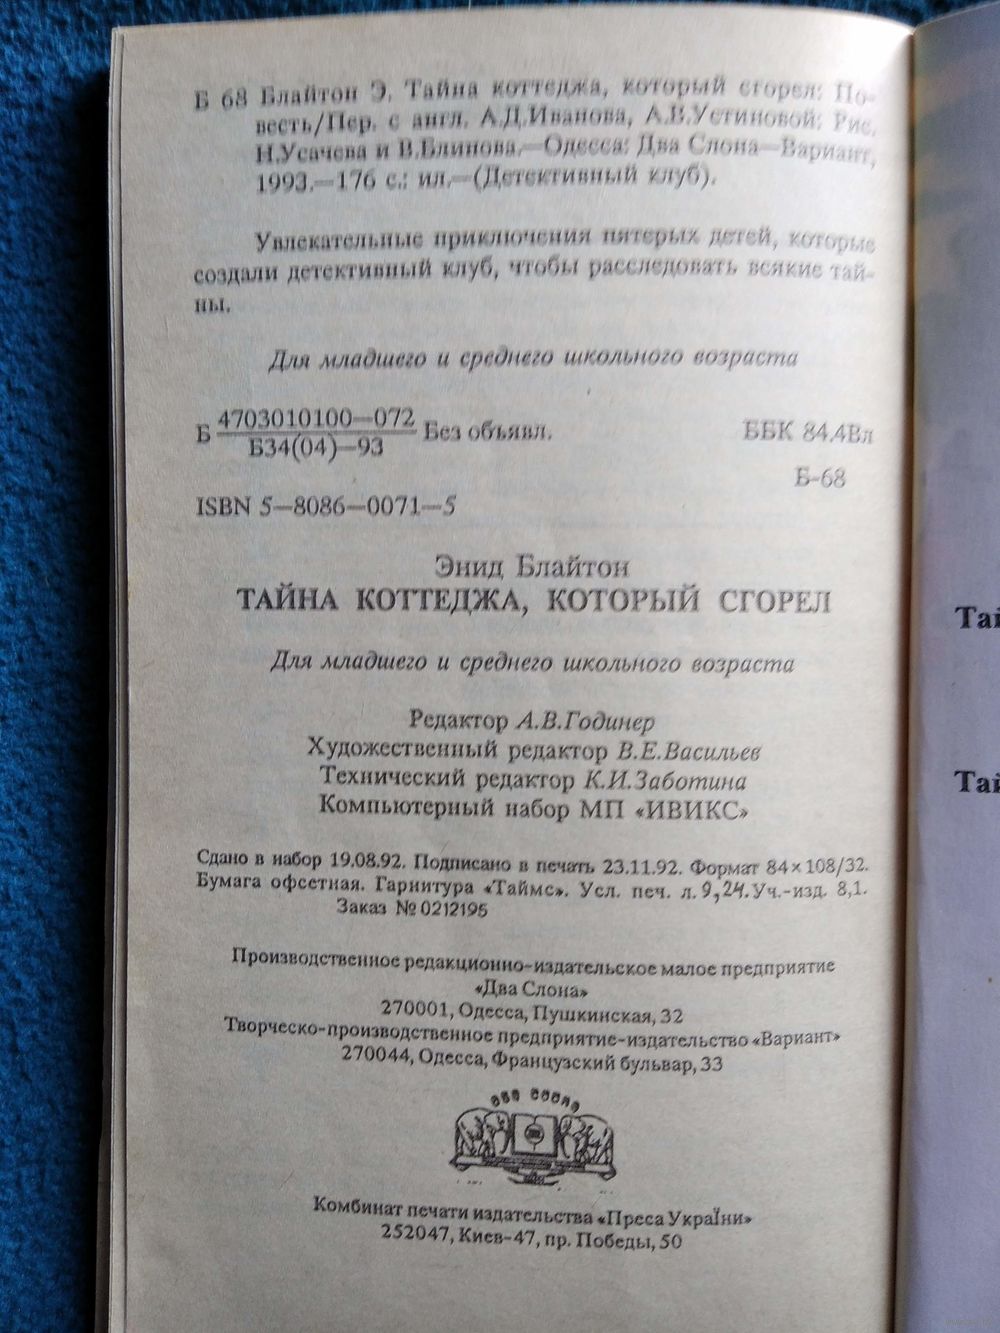 Б 68 Блайтон Э. Тайна коттеджа, который сгорел: По-
весть/Пер. с англ. А.Д.Иванова, А.В.Устиновой: Рис.
Н.Усачева и В.Блинова.—Одесса: Два Слона—Вариант,
1993.—176 с.: ил.—(Детективный клуб).
Увлекательные приключения пятерых детей, которые
создали детективный клуб, чтобы расследовать всякие тай-
ны.
Для младшего и среднего школьного возраста
Б 4703010100—072 Без объявл. ББК 84.4Вл
Б34(04)—93
Б-68
ISBN 5—8086—0071—5
Энид Блайтон
ТАЙНА КОТТЕДЖА, КОТОРЫЙ СГОРЕЛ
Для младшего и среднего школьного возраста
Редактор А.В.Годинер
Художественный редактор В.Е.Васильев
Технический редактор К.И.Заботина
Компьютерный набор МП «ИВИКС»
Сдано в набор 19.08.92. Подписано в печать 23.11.92. Формат 84×108/32.
Бумага офсетная. Гарнитура «Таймс». Усл. печ. л. 9,24. Уч.-изд. 8,1.
Заказ № 0212195
Производственное редакционно-издательское малое предприятие
«Два Слона»
270001, Одесса, Пушкинская, 32
Творческо-производственное предприятие-издательство «Вариант»
270044, Одесса, Французский бульвар, 33
ДВА СЛОНА
Комбинат печати издательства «Преса Украïни»
252047, Киев-47, пр. Победы, 50
Тай
Тай